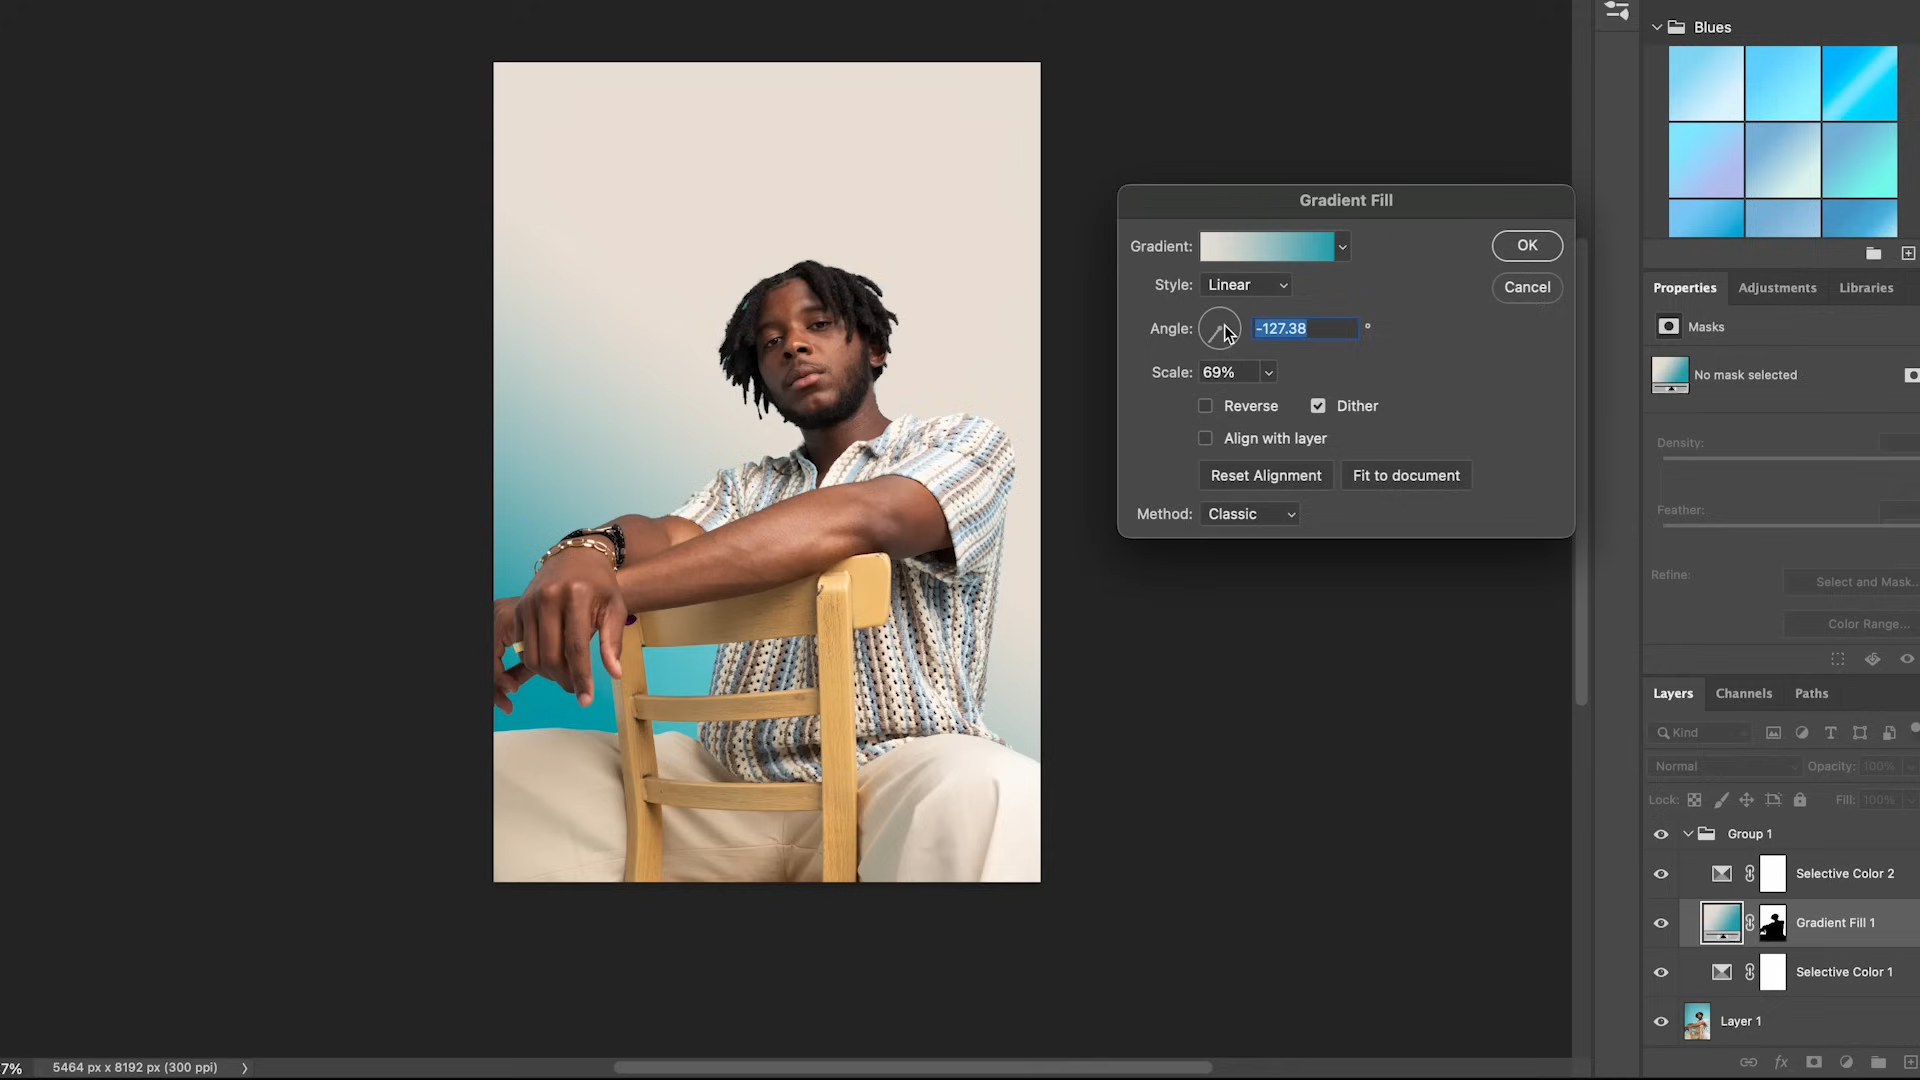 Blues
Gradient Fill
Gradient:
OK
Style: Linear
Cancel
Angle: -127.38 °
Scale: 69%
Reverse
Dither
Align with layer
Reset Alignment
Fit to document
Method: Classic
Properties
Adjustments
Libraries
Masks
No mask selected
Density:
Feather:
Refine:
Select and Mask...
Color Range...
Layers
Channels
Paths
Kind
Normal
Opacity: 100%
Lock:
Fill: 100%
Group 1
Selective Color 2
Gradient Fill 1
Selective Color 1
Layer 1
fx
7%
5464 px x 8192 px (300 ppi)